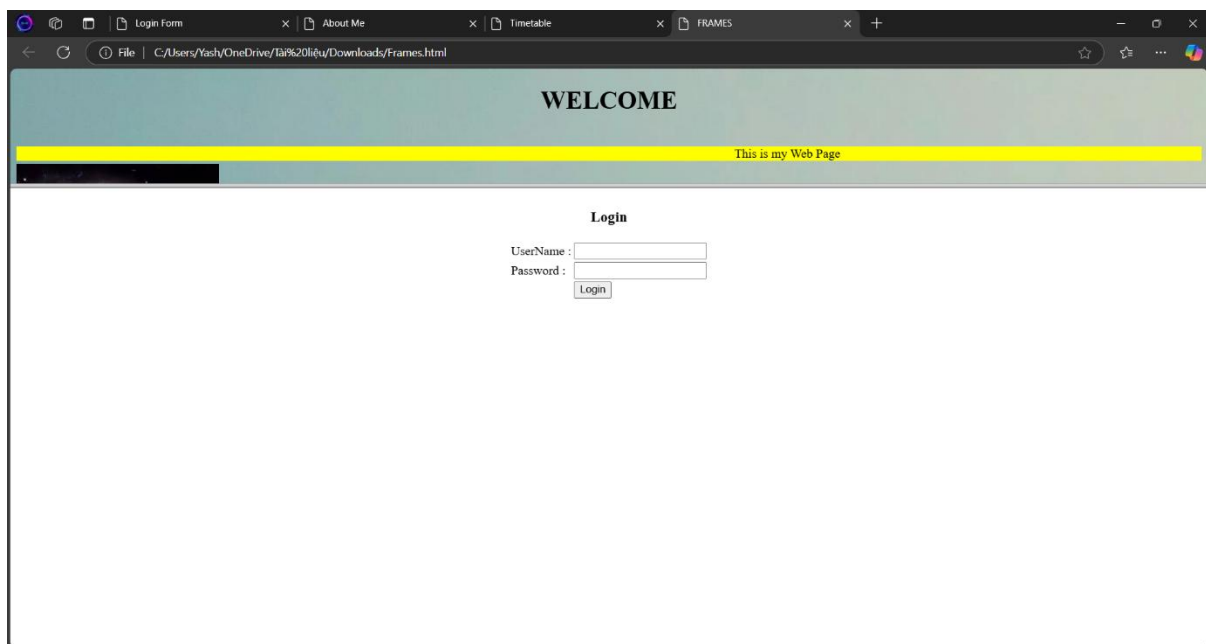 Login Form
About Me
Timetable
FRAMES
File | C:/Users/Yash/OneDrive/Tài%20liệu/Downloads/Frames.html
WELCOME
This is my Web Page
Login
UserName :
Password :
Login